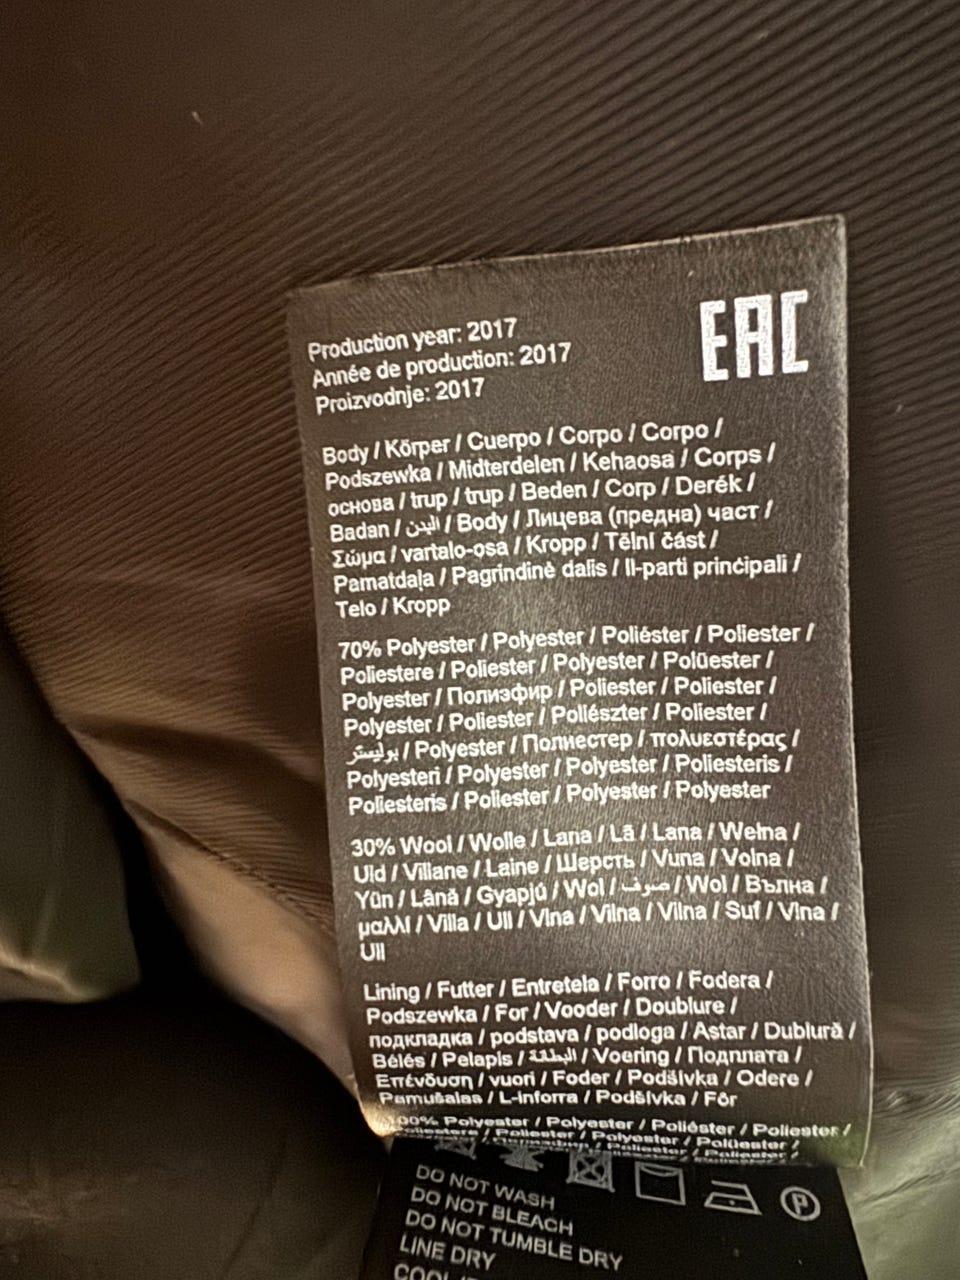 EAC
Production year: 2017
Année de production: 2017
Proizvodnje: 2017
Body / Körper / Cuerpo / Corpo / Corpo /
Podszewka / Midterdelen / Kehaosa / Corps /
основа / trup / trup / Beden / Corp / Derék /
Badan / البدن / Body / Лицева (предна) част /
Σώμα / vartalo-osa / Kropp / Tělní část /
Pamatdaļa / Pagrindinė dalis / Il-parti prinċipali /
Telo / Kropp
70% Polyester / Polyester / Poliéster / Poliester /
Poliestere / Poliester / Polyester / Polüester /
Polyester / Полиэфир / Poliester / Poliester /
Polyester / Poliester / Poliészter / Poliester /
بوليستر / Polyester / Полиестер / πολυεστέρας /
Polyesteri / Polyester / Polyester / Poliesteris /
Poliesteris / Poliester / Polyester / Polyester
30% Wool / Wolle / Lana / Lã / Lana / Wełna /
Uld / Villane / Laine / Шерсть / Vuna / Volna /
Yün / Lână / Gyapjú / Wol / صوف / Wol / Вълна /
μαλλί / Villa / Ull / Vlna / Vilna / Vilna / Suf / Vlna /
Ull
Lining / Futter / Entretela / Forro / Fodera /
Podszewka / For / Vooder / Doublure /
подкладка / podstava / podloga / Astar / Dublură /
Bélés / Pelapis / البطانة / Voering / Подплата /
Επένδυση / vuori / Foder / Podšívka / Odere /
Pamušalas / L-inforra / Podšívka / Fôr
100% Polyester / Polyester / Poliéster / Poliester /
Poliestere / Poliester / Polyester / Polüester /
P
DO NOT WASH
DO NOT BLEACH
DO NOT TUMBLE DRY
LINE DRY
COOL